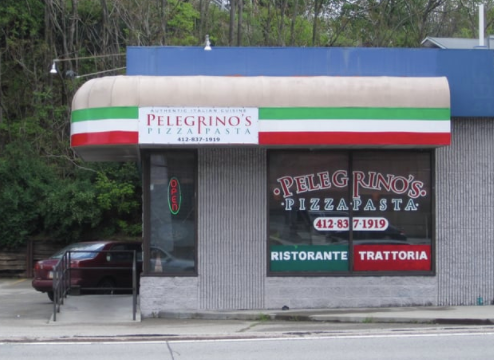 AUTHENTIC ITALIAN CUISINE
PELEGRINO'S
PIZZA PASTA
412-837-1919
OPEN
PELEGRINO'S
PIZZA·PASTA
412-837-1919
RISTORANTE TRATTORIA